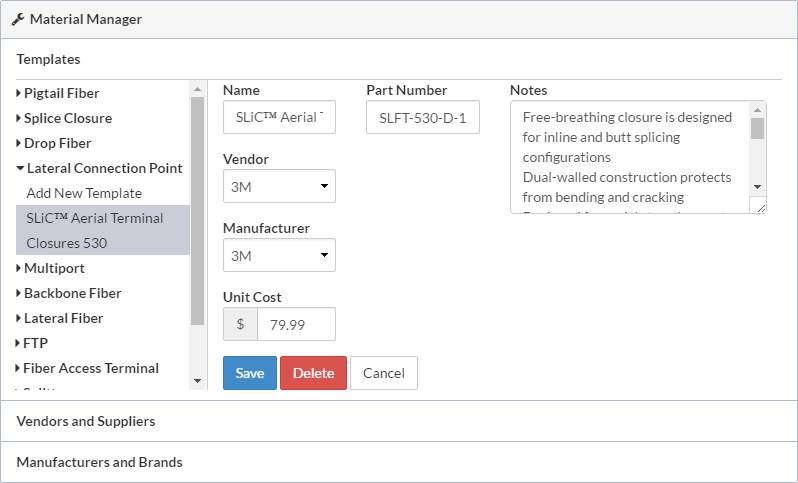 Material Manager
Templates
Pigtail Fiber
Splice Closure
Drop Fiber
Lateral Connection Point
Add New Template
SLiC™ Aerial Terminal
Closures 530
Multiport
Backbone Fiber
Lateral Fiber
FTP
Fiber Access Terminal
Name
SLiC™ Aerial
Part Number
SLFT-530-D-1
Notes
Free-breathing closure is designed
for inline and butt splicing
configurations
Dual-walled construction protects
from bending and cracking
Vendor
3M
Manufacturer
3M
Unit Cost
$ 79.99
Save Delete Cancel
Vendors and Suppliers
Manufacturers and Brands